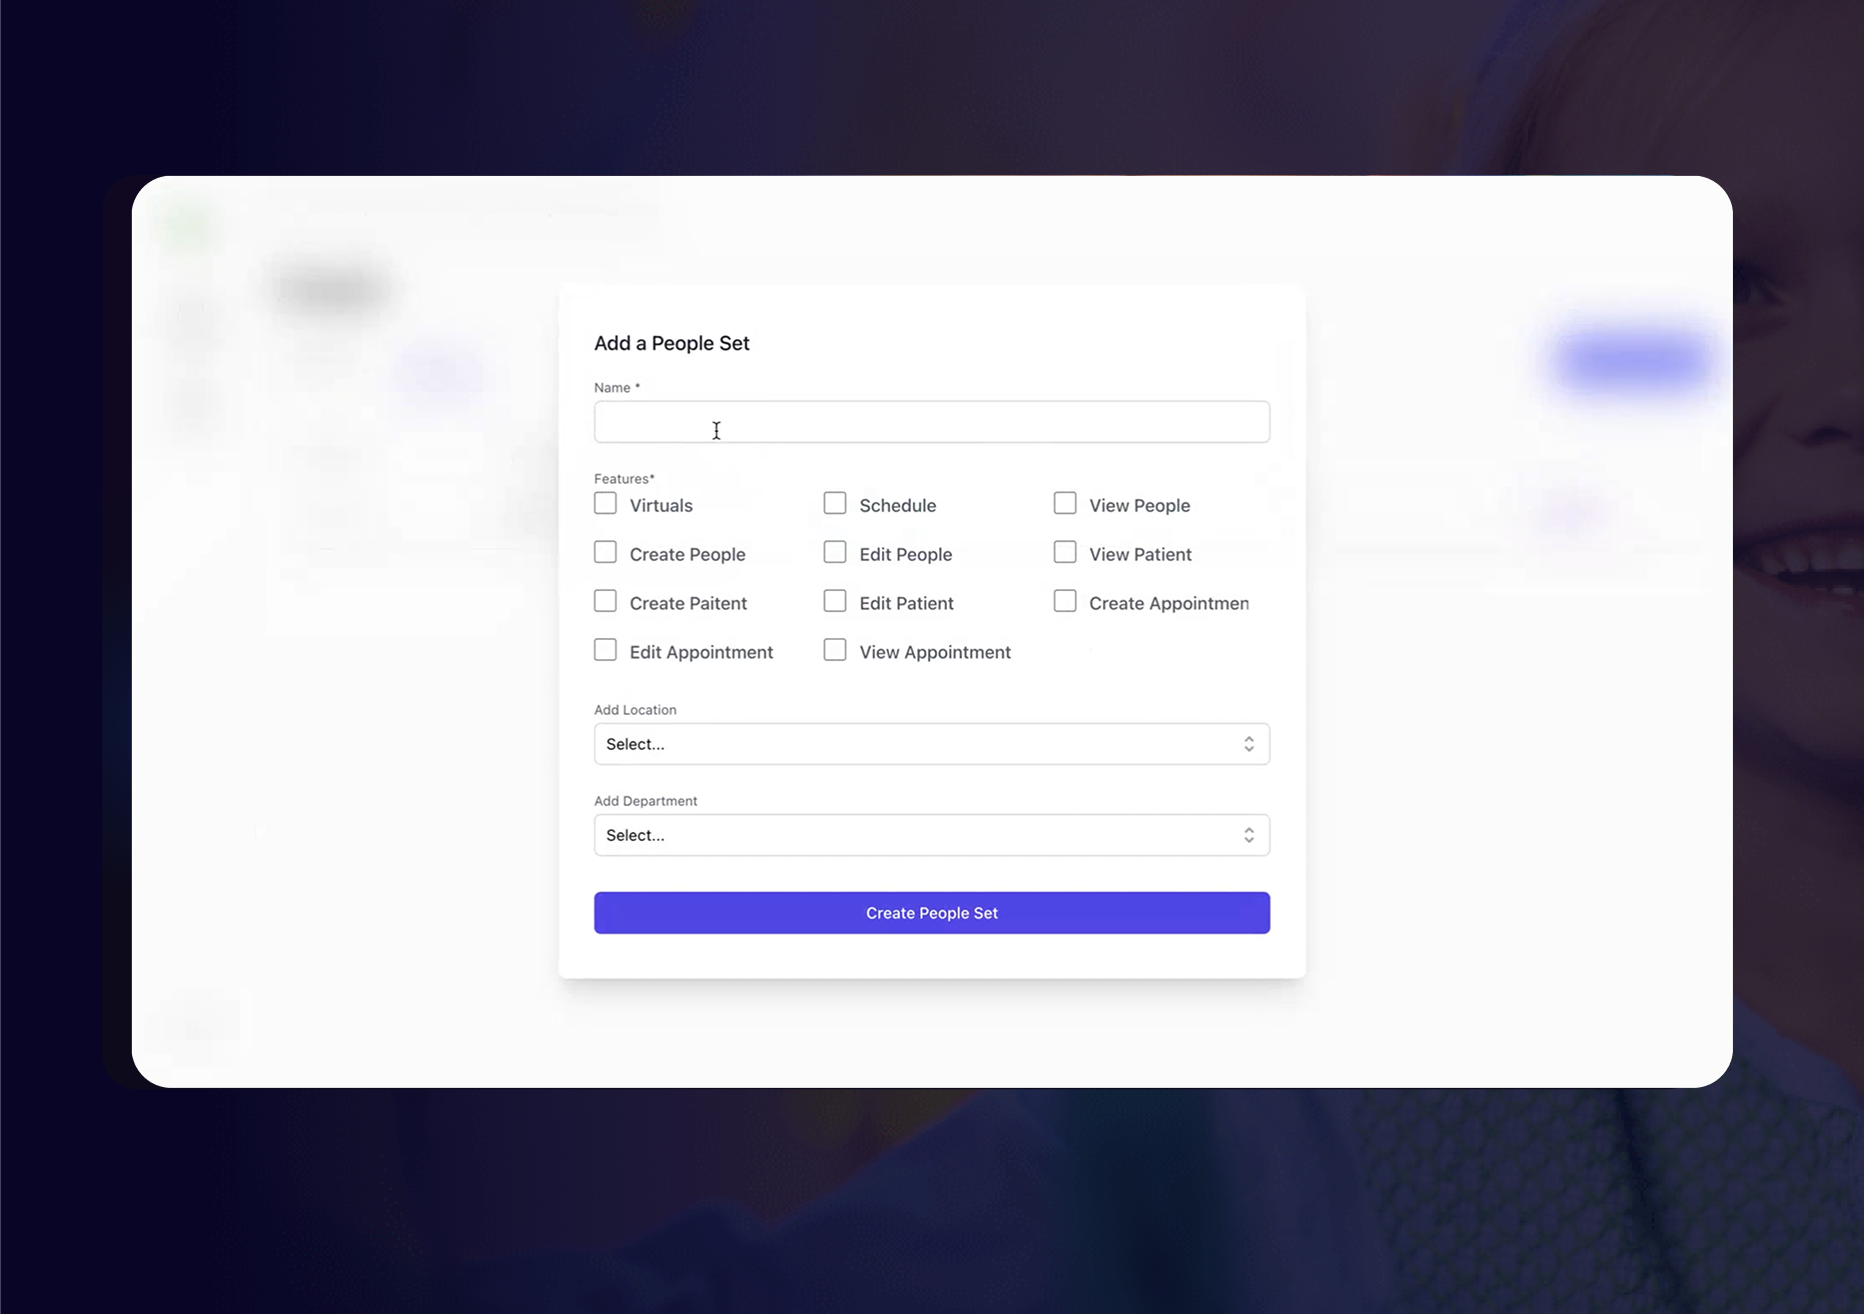 Add a People Set
Name *
Features*
Virtuals
Schedule
View People
Create People
Edit People
View Patient
Create Paitent
Edit Patient
Create Appointmen
Edit Appointment
View Appointment
Add Location
Select...
Add Department
Select...
Create People Set